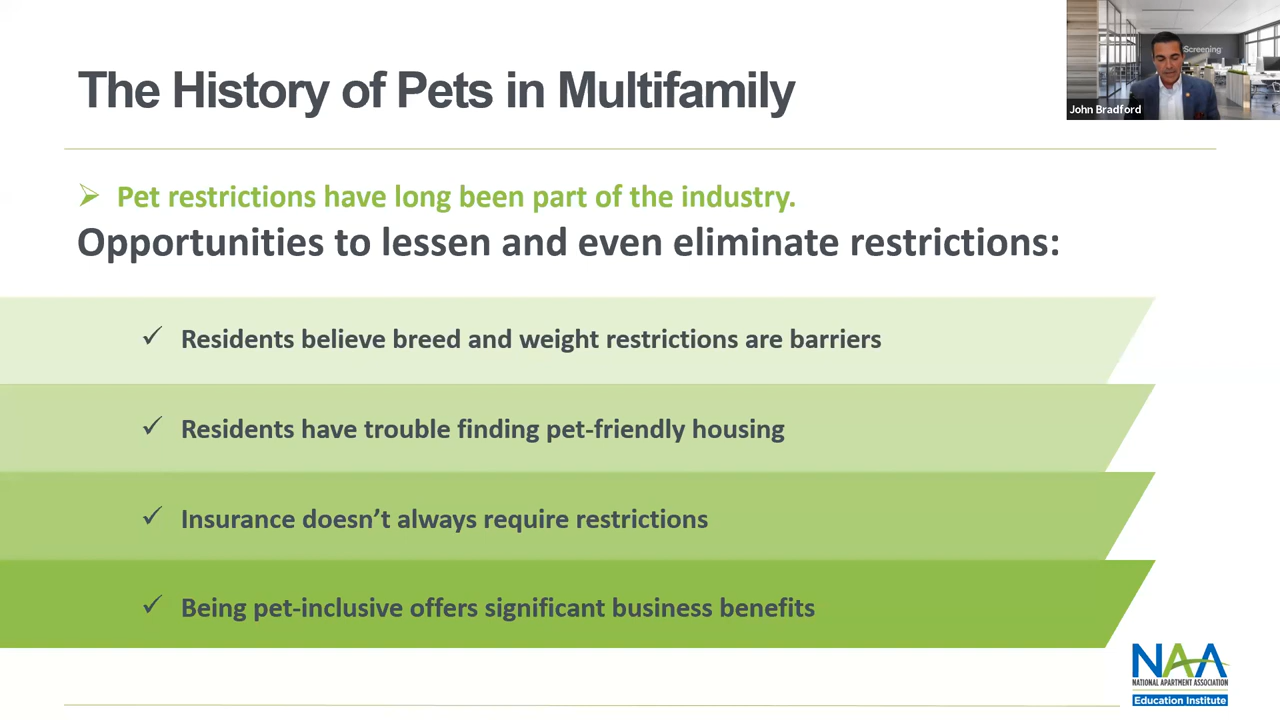 The History of Pets in Multifamily
Screening
John Bradford
Pet restrictions have long been part of the industry.
Opportunities to lessen and even eliminate restrictions:
Residents believe breed and weight restrictions are barriers
Residents have trouble finding pet-friendly housing
Insurance doesn’t always require restrictions
Being pet-inclusive offers significant business benefits
NAA
NATIONAL APARTMENT ASSOCIATION
Education Institute